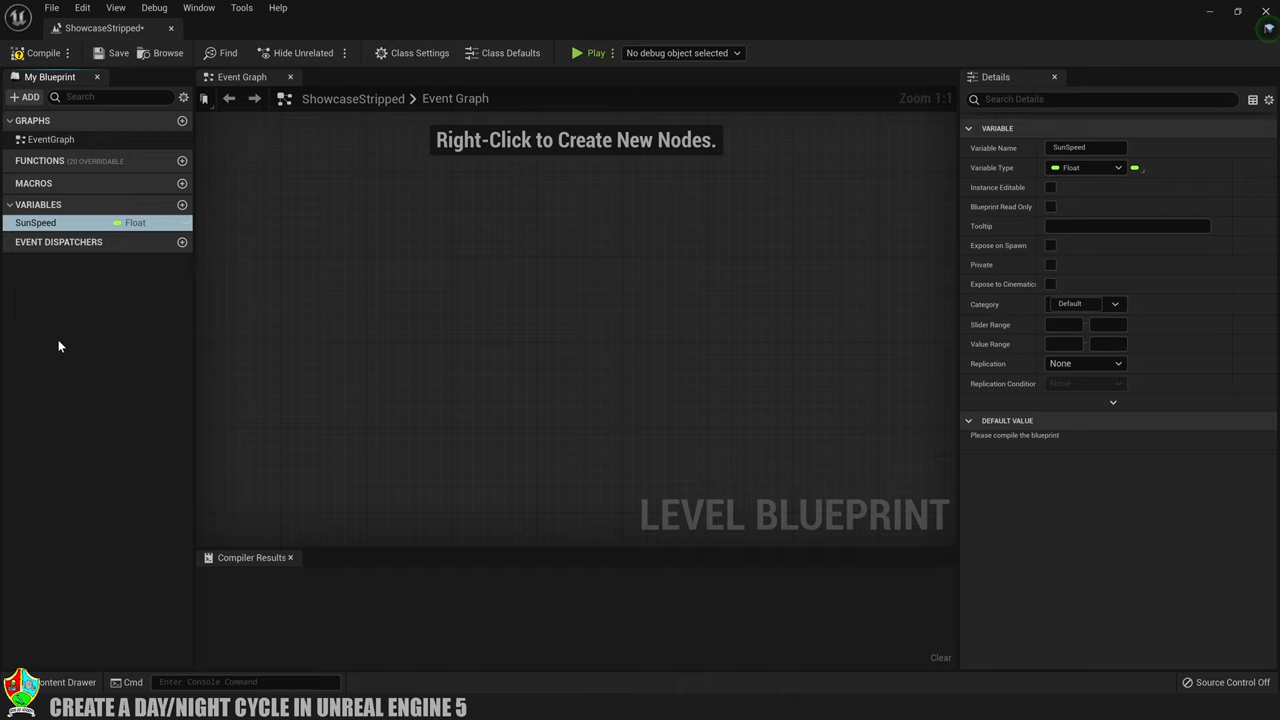 File Edit View Debug Window Tools Help
ShowcaseStripped*
Compile Save Browse Find Hide Unrelated Class Settings Class Defaults Play No debug object selected
My Blueprint Event Graph Details
+ ADD Search ShowcaseStripped > Event Graph Zoom 1:1 Search Details
GRAPHS
EventGraph
FUNCTIONS (20 OVERRIDABLE
MACROS
VARIABLES
SunSpeed Float
EVENT DISPATCHERS
Right-Click to Create New Nodes.
LEVEL BLUEPRINT
VARIABLE
Variable Name SunSpeed
Variable Type Float
Instance Editable
Blueprint Read Only
Tooltip
Expose on Spawn
Private
Expose to Cinematics
Category Default
Slider Range
Value Range
Replication None
Replication Condition None
DEFAULT VALUE
Please compile the blueprint
Compiler Results
Clear
ontent Drawer Cmd Enter Console Command Source Control Off
CREATE A DAY/NIGHT CYCLE IN UNREAL ENGINE 5